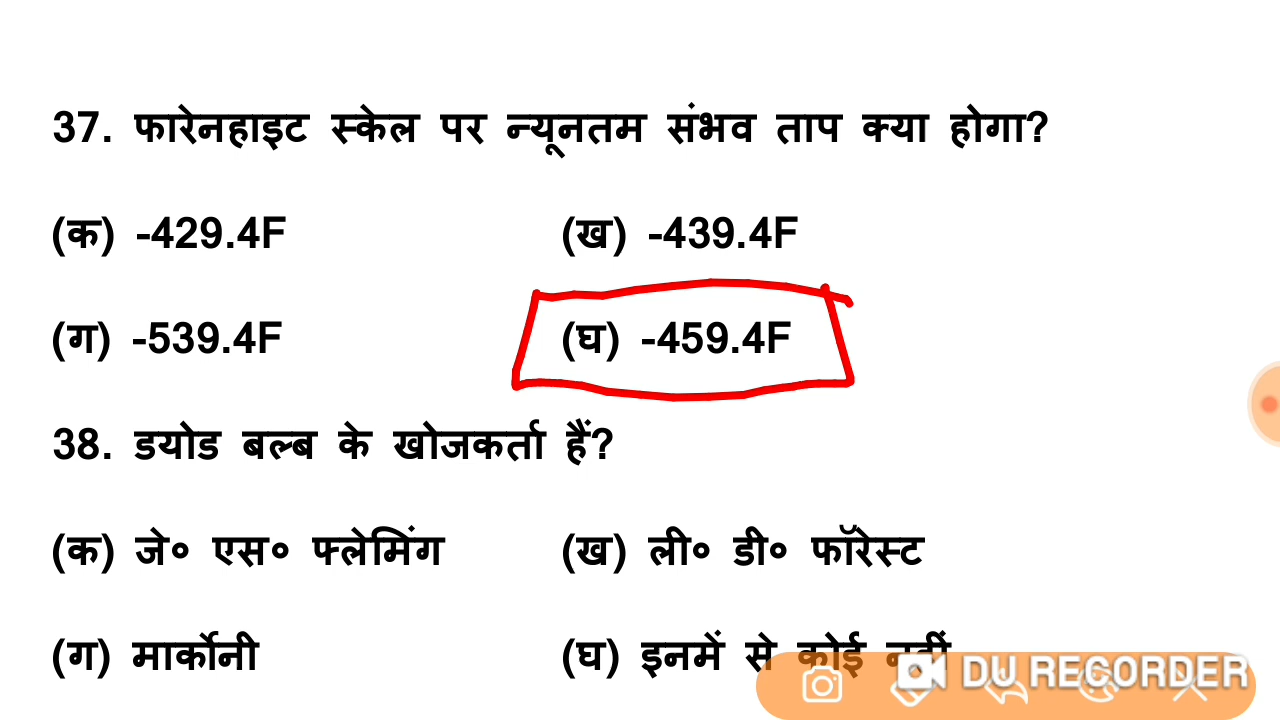 37. फारेनहाइट स्केल पर न्यूनतम संभव ताप क्या होगा?
(क) -429.4F (ख) -439.4F
(ग) -539.4F (घ) -459.4F
38. डयोड बल्ब के खोजकर्ता हैं?
(क) जे० एस० फ्लेमिंग (ख) ली० डी० फॉरेस्ट
(ग) मार्कोनी (घ) इनमें से कोई नहीं
DU RECORDER